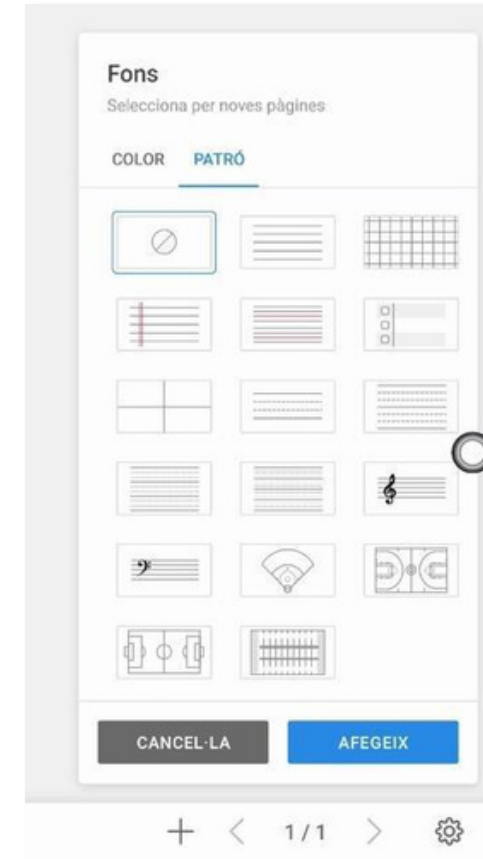 Fons
Selecciona per noves pàgines
COLOR PATRÓ
CANCEL·LA AFEGEIX
1/1